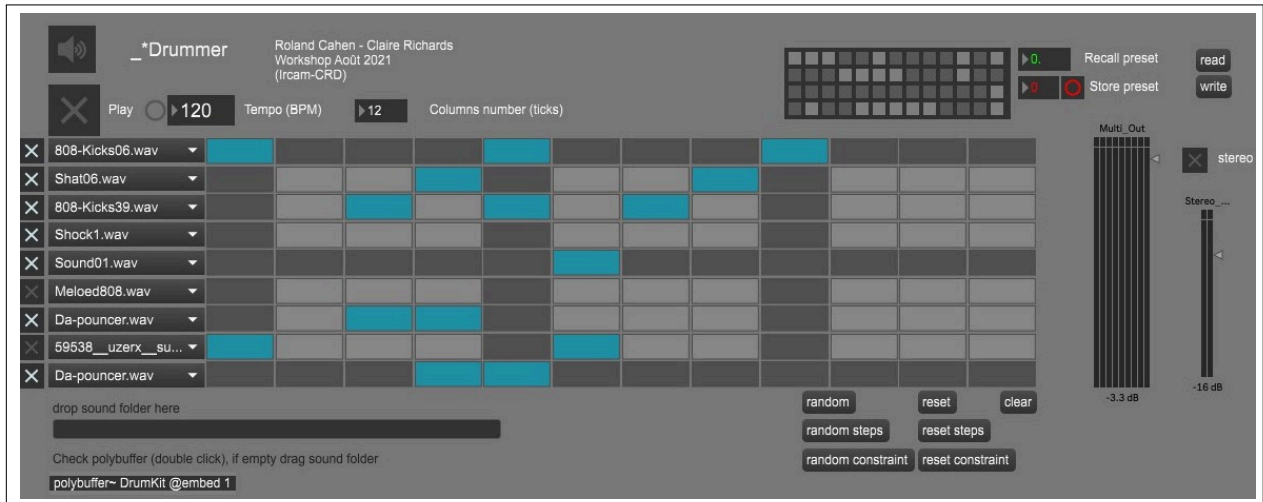 _*Drummer
Roland Cahen - Claire Richards
Workshop Août 2021
(Ircam-CRD)
0. Recall preset read
0 Store preset write
Play 120 Tempo (BPM) 12 Columns number (ticks)
Multi_Out
808-Kicks06.wav
stereo
Shat06.wav
808-Kicks39.wav
Stereo_...
Shock1.wav
Sound01.wav
Meloed808.wav
Da-pouncer.wav
59538__uzerx__su...
Da-pouncer.wav
-3.3 dB
-16 dB
drop sound folder here
random reset clear
random steps reset steps
Check polybuffer (double click), if empty drag sound folder
random constraint reset constraint
polybuffer~ DrumKit @embed 1